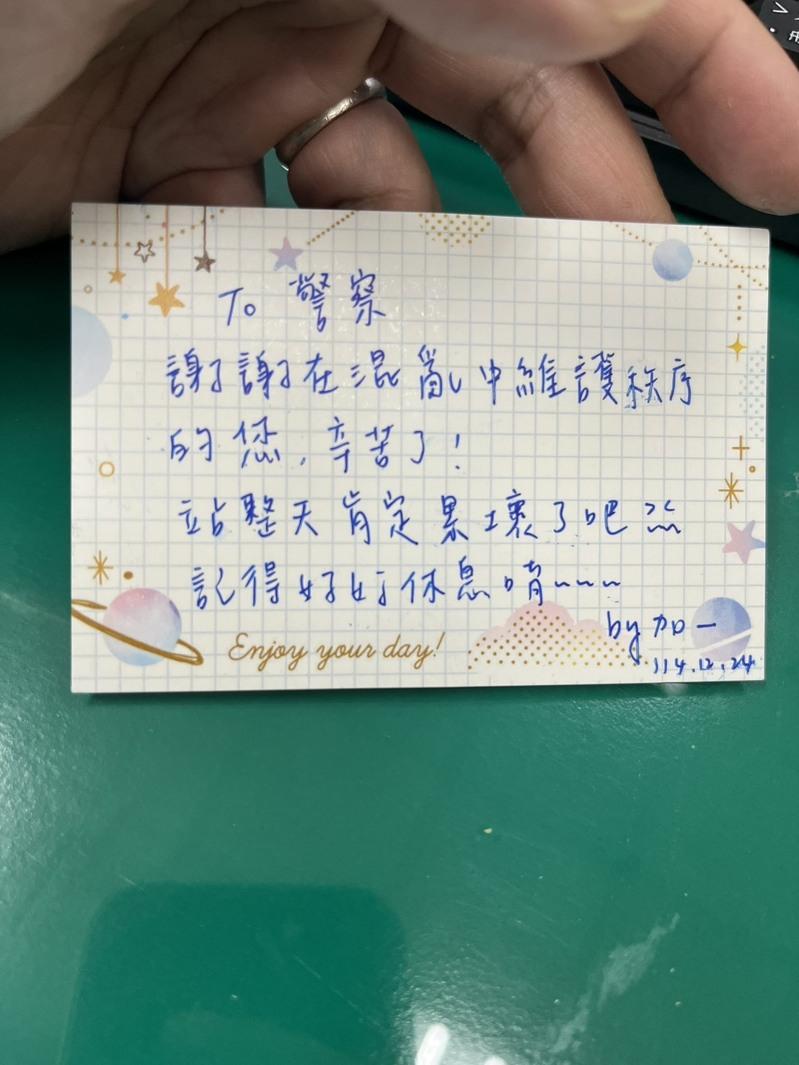 To 警察
謝謝在混亂中維護秩序
的您,辛苦了!
站整天肯定累壞了吧
記得好好休息唷~~~
by 加一
114.12.24
Enjoy your day!